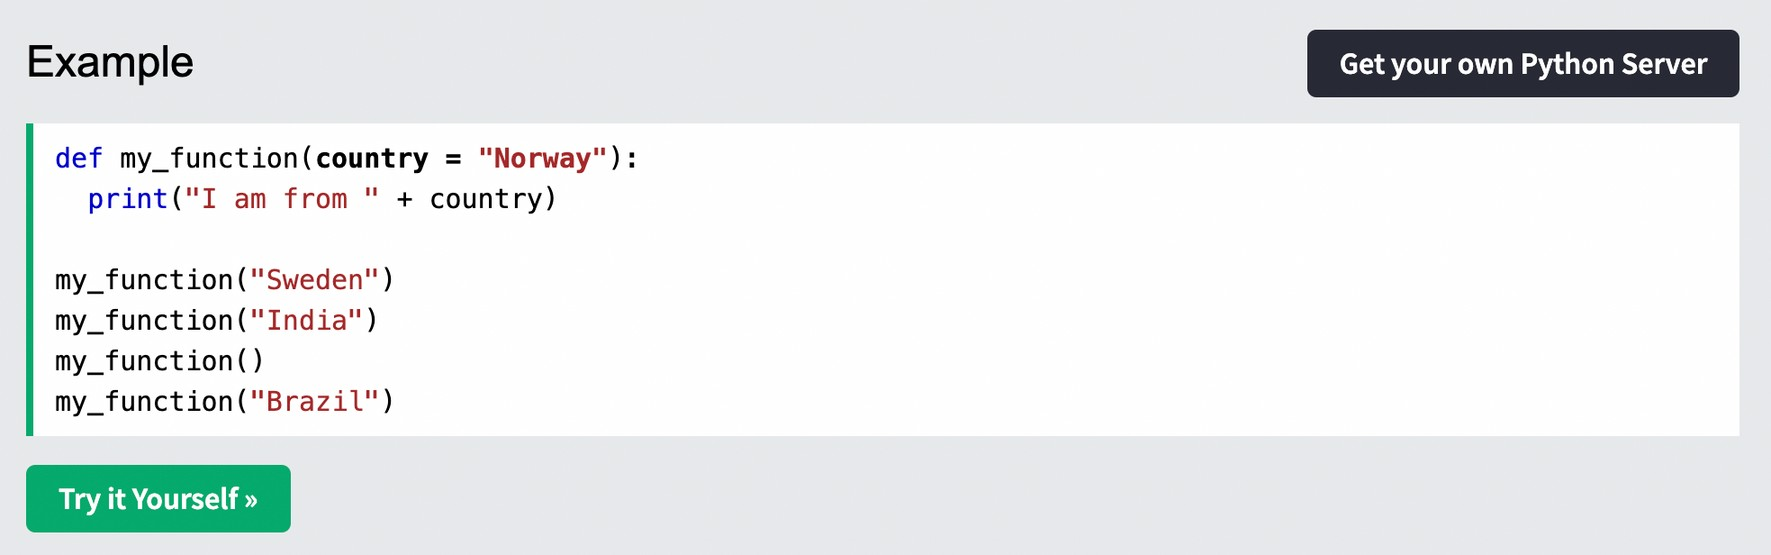 Example
Get your own Python Server
def my_function(country = "Norway"):
  print("I am from " + country)

my_function("Sweden")
my_function("India")
my_function()
my_function("Brazil")
Try it Yourself »